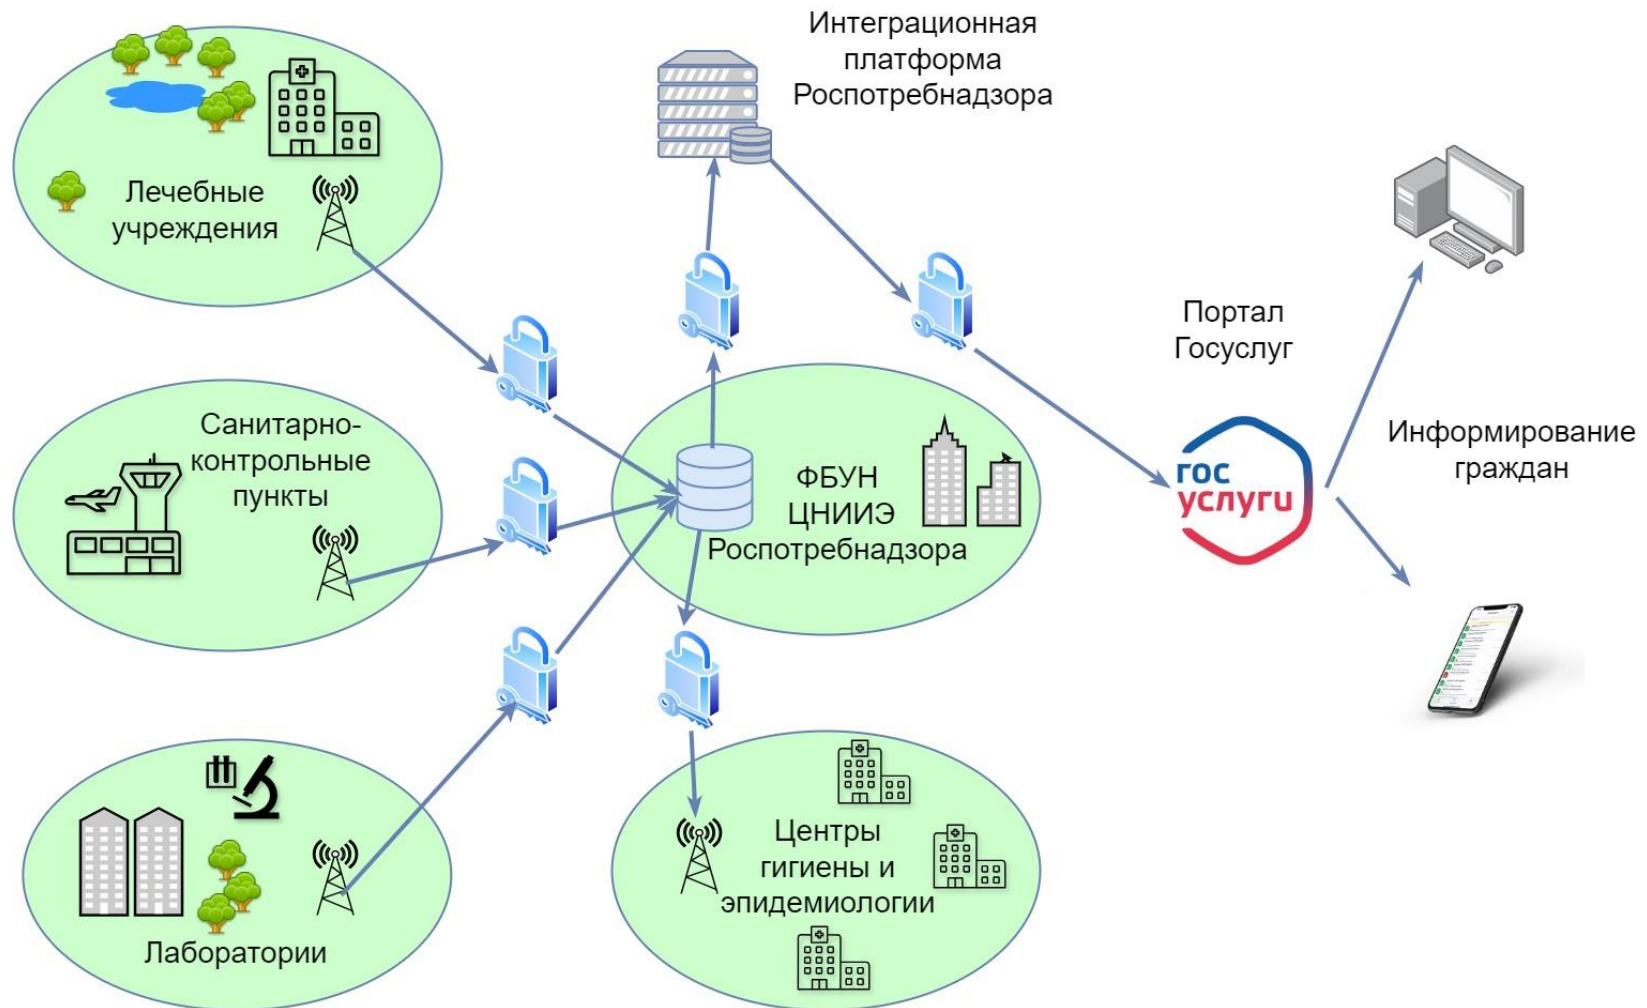 Интеграционная
платформа
Роспотребнадзора
Лечебные
учреждения
Портал
Госуслуг
Санитарно-
контрольные
пункты
ФБУН
ЦНИИЭ
Роспотребнадзора
гос
услуги
Информирование
граждан
Центры
гигиены и
эпидемиологии
Лаборатории